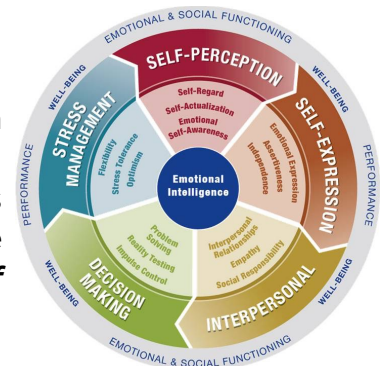 EMOTIONAL & SOCIAL FUNCTIONING
WELL-BEING
PERFORMANCE
WELL-BEING
EMOTIONAL & SOCIAL FUNCTIONING
WELL-BEING
PERFORMANCE
WELL-BEING
SELF-PERCEPTION
Self-Regard
Self-Actualization
Emotional
Self-Awareness
SELF-EXPRESSION
Emotional Expression
Assertiveness
Independence
INTERPERSONAL
Interpersonal
Relationships
Empathy
Social Responsibility
DECISION
MAKING
Problem
Solving
Reality Testing
Impulse Control
STRESS
MANAGEMENT
Flexibility
Stress Tolerance
Optimism
Emotional
Intelligence